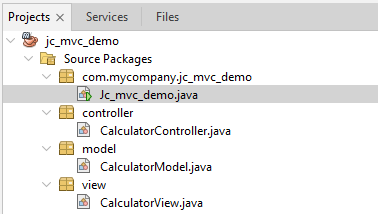 Projects × Services Files
jc_mvc_demo
Source Packages
com.mycompany.jc_mvc_demo
Jc_mvc_demo.java
controller
CalculatorController.java
model
CalculatorModel.java
view
CalculatorView.java